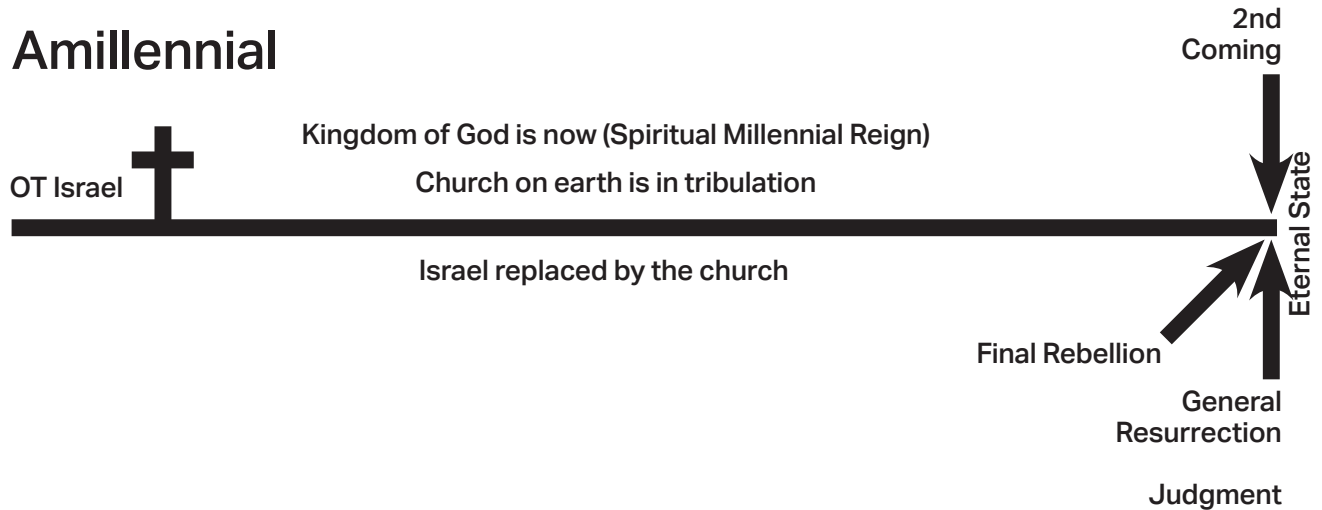 Amillennial
2nd
Coming
Kingdom of God is now (Spiritual Millennial Reign)
OT Israel
Church on earth is in tribulation
Eternal State
Israel replaced by the church
Final Rebellion
General
Resurrection
Judgment